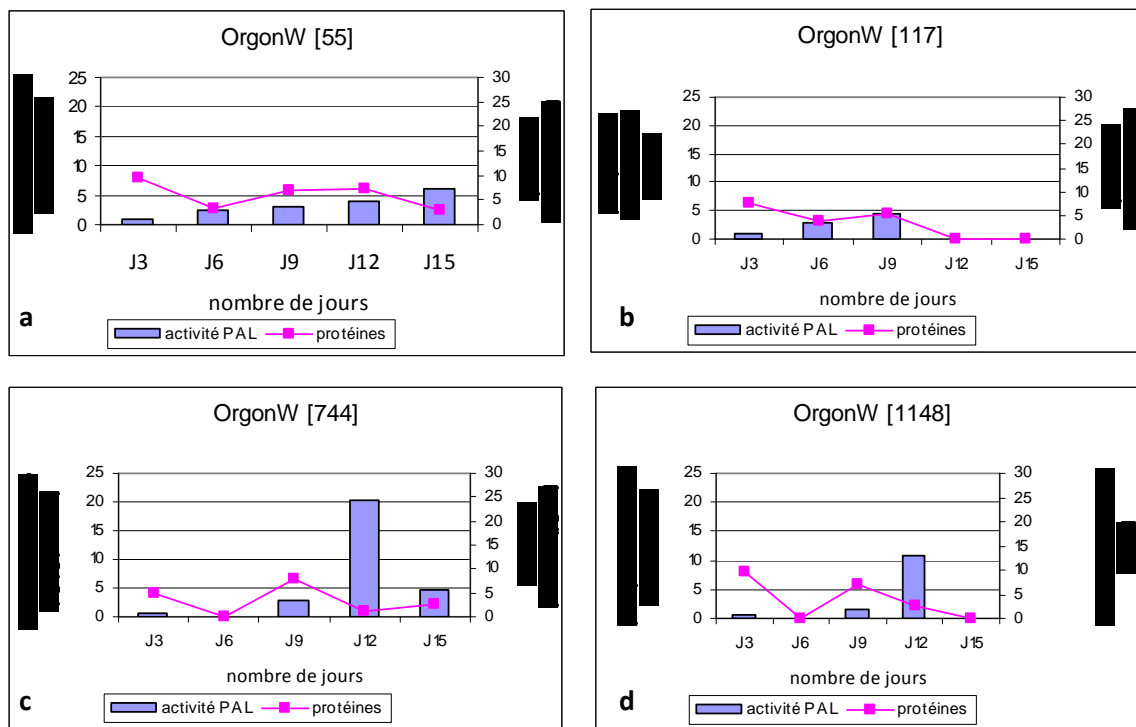 OrgonW [55]
25 30
20 25
15 20
10 15
5 10
0 5
0
J3 J6 J9 J12 J15
nombre de jours
a
activité PAL protéines
OrgonW [117]
25 30
20 25
15 20
10 15
5 10
0 5
0
J3 J6 J9 J12 J15
nombre de jours
b
activité PAL protéines
OrgonW [744]
25 30
20 25
15 20
10 15
5 10
0 5
0
J3 J6 J9 J12 J15
nombre de jours
c
activité PAL protéines
OrgonW [1148]
25 30
20 25
15 20
10 15
5 10
0 5
0
J3 J6 J9 J12 J15
nombre de jours
d
activité PAL protéines